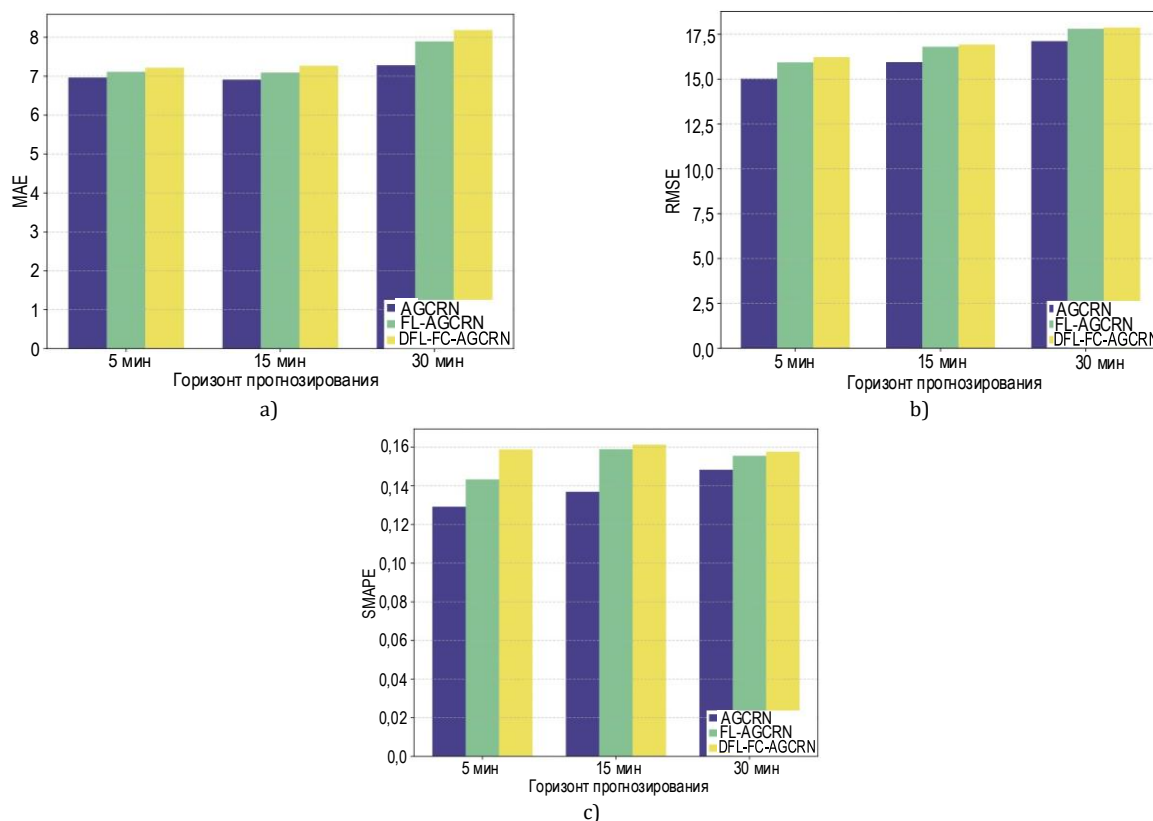 8
7
6
5
4
3
2
1
0
MAE
AGCRN
FL-AGCRN
DFL-FC-AGCRN
5 мин
15 мин
30 мин
Горизонт прогнозирования
a)
17,5
15,0
12,5
10,0
7,5
5,0
2,5
0,0
RMSE
AGCRN
FL-AGCRN
DFL-FC-AGCRN
5 мин
15 мин
30 мин
Горизонт прогнозирования
b)
0,16
0,14
0,12
0,10
0,08
0,06
0,04
0,02
0,0
SMAPE
AGCRN
FL-AGCRN
DFL-FC-AGCRN
5 мин
15 мин
30 мин
Горизонт прогнозирования
c)